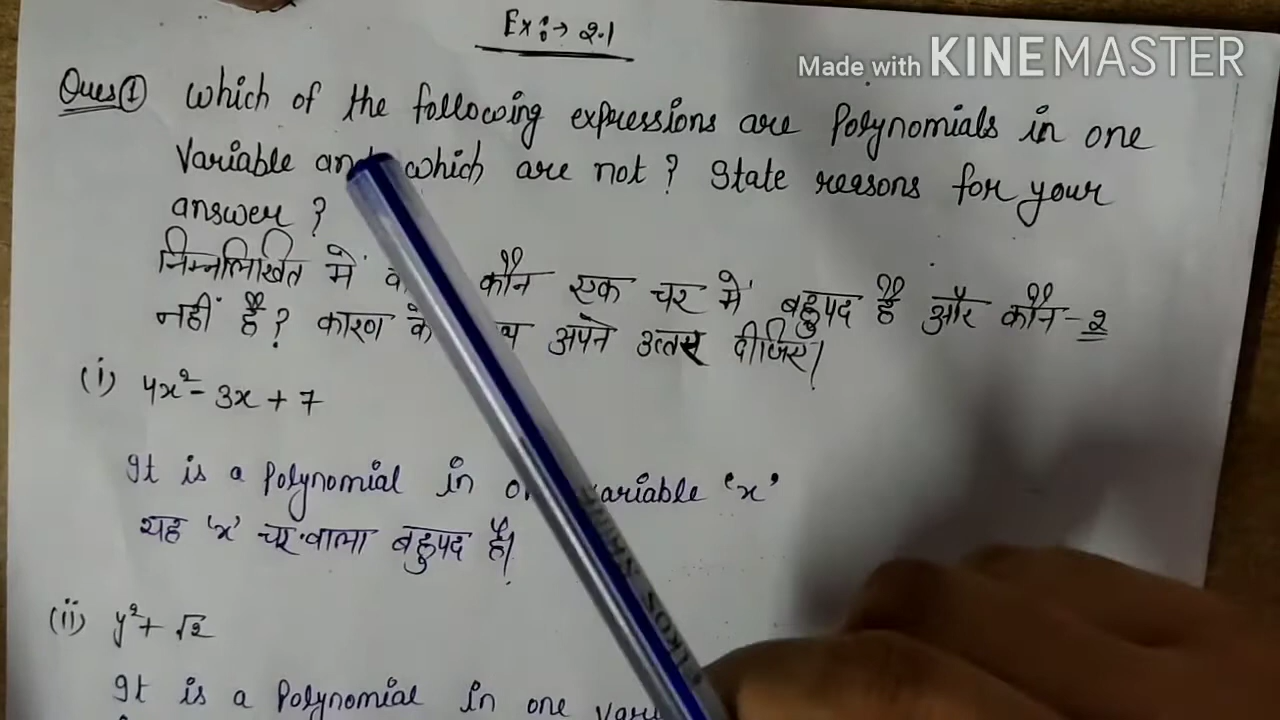 Ex:→ 2.1
Made with KINEMASTER
Ques① Which of the following expressions are Polynomials in one
Variable and which are not? State reasons for your
answer?
निम्नलिखित में कौन एक चर में बहुपद हैं और कौन-2
नहीं है? कारण के अपने उत्तर दीजिए।
(i) 4x²- 3x + 7
It is a Polynomial in variable 'x'
यह 'x' चर वाला बहुपद है।
(ii) y²+ √2
It is a Polynomial in one